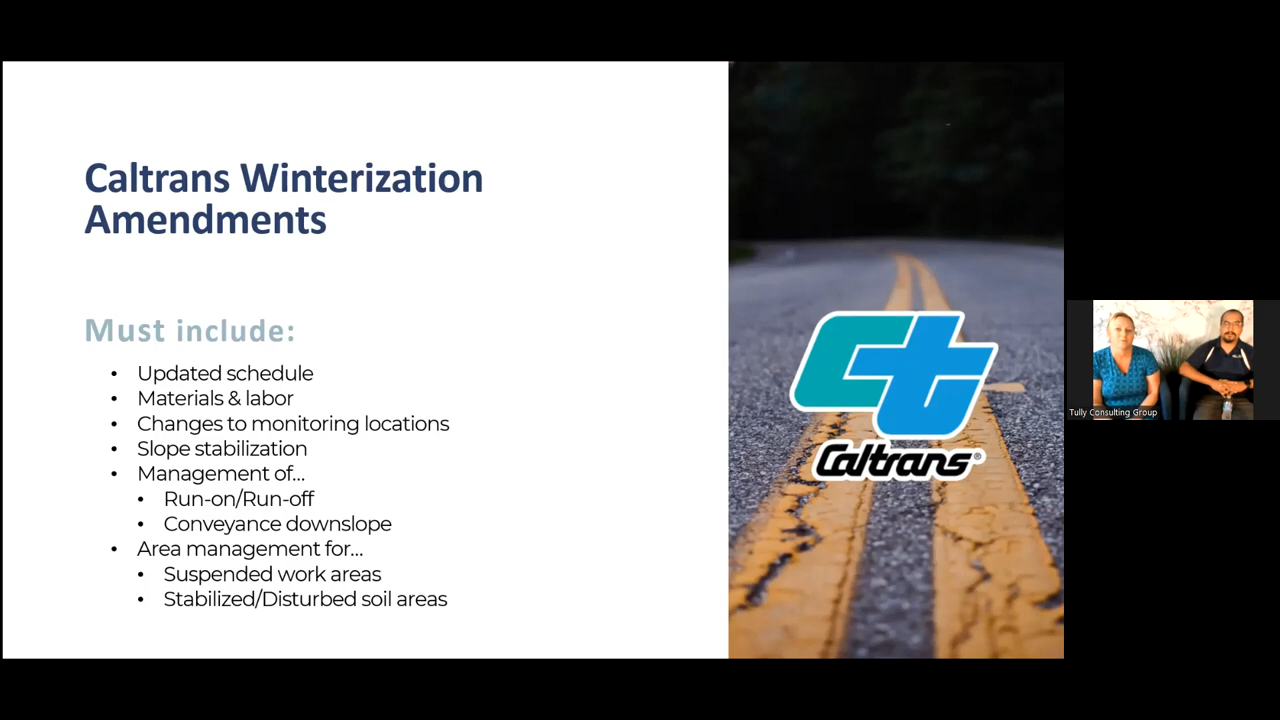 Caltrans Winterization
Amendments
Must include:
• Updated schedule
• Materials & labor
• Changes to monitoring locations
• Slope stabilization
• Management of...
• Run-on/Run-off
• Conveyance downslope
• Area management for...
• Suspended work areas
• Stabilized/Disturbed soil areas
Ct
Caltrans®
Tully Consulting Group